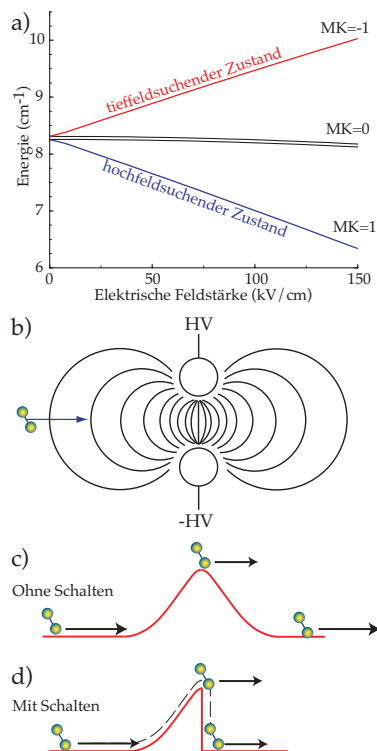 a)
10
9
8
7
6
Energie (cm-1)
MK=-1
tieffeldsuchender Zustand
MK=0
hochfeldsuchender Zustand
MK=1
0
50
100
150
Elektrische Feldstärke (kV/cm)
b)
HV
-HV
c)
Ohne Schalten
d)
Mit Schalten